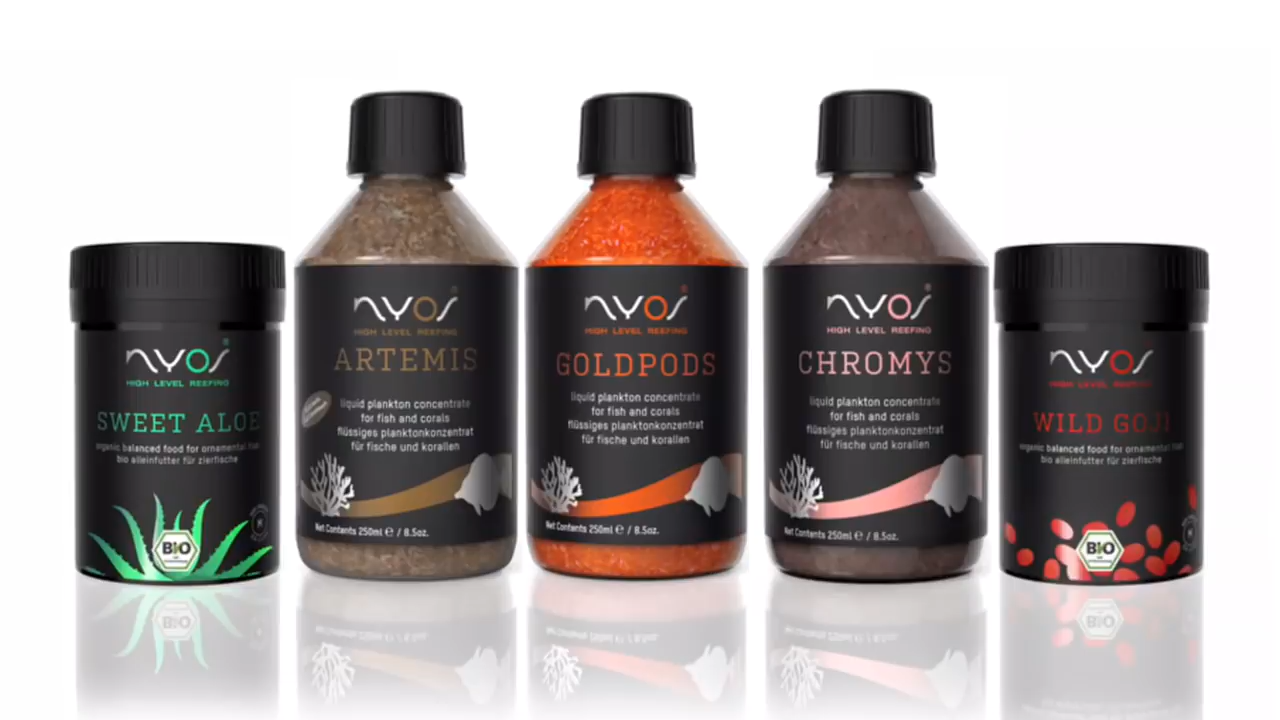 nyos®
HIGH LEVEL REEFING
SWEET ALOE
organic balanced food for ornamental fish
bio alleinfutter für zierfische
BIO
nyos®
HIGH LEVEL REEFING
ARTEMIS
liquid plankton concentrate
for fish and corals
flüssiges planktonkonzentrat
für fische und korallen
Net Contents 250ml ℮ / 8.5oz.
nyos®
HIGH LEVEL REEFING
GOLDPODS
liquid plankton concentrate
for fish and corals
flüssiges planktonkonzentrat
für fische und korallen
Net Contents 250ml ℮ / 8.5oz.
nyos®
HIGH LEVEL REEFING
CHROMYS
liquid plankton concentrate
for fish and corals
flüssiges planktonkonzentrat
für fische und korallen
Net Contents 250ml ℮ / 8.5oz.
nyos®
HIGH LEVEL REEFING
WILD GOJI
organic balanced food for ornamental fish
bio alleinfutter für zierfische
BIO